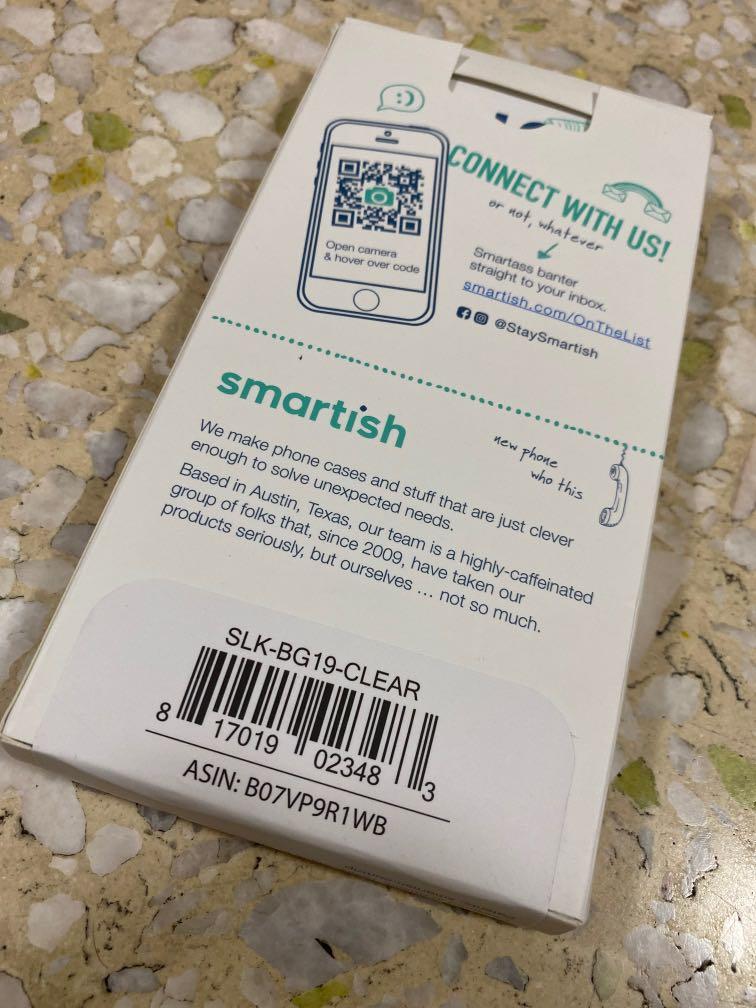 :)
Open camera
& hover over code
CONNECT WITH US!
or not, whatever
Smartass banter
straight to your inbox.
smartish.com/OnTheList
@StaySmartish
smartish
new phone
who this
We make phone cases and stuff that are just clever
enough to solve unexpected needs.
Based in Austin, Texas, our team is a highly-caffeinated
group of folks that, since 2009, have taken our
products seriously, but ourselves ... not so much.
SLK-BG19-CLEAR
8 17019 02348 3
ASIN: B07VP9R1WB